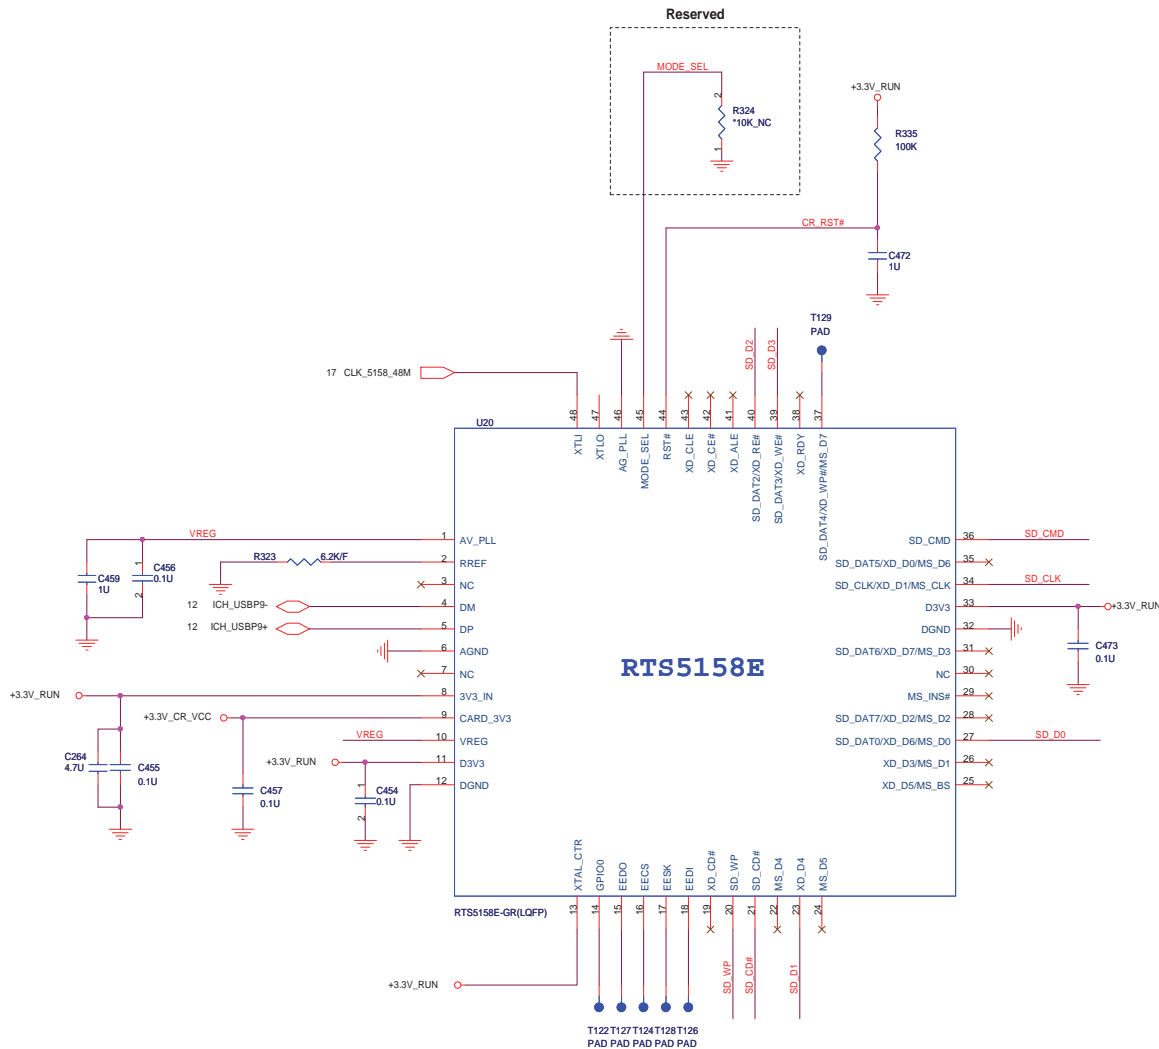 Reserved
MODE_SEL
2
R324
*10K_NC
1
+3.3V_RUN
R335
100K
CR_RST#
C472
1U
T129
PAD
SD_D2
SD_D3
17 CLK_5158_48M
48
47
46
45
44
43
42
41
40
39
38
37
U20
XTLI
XTLO
AG_PLL
MODE_SEL
RST#
XD_CLE
XD_CE#
XD_ALE
SD_DAT2/XD_RE#
SD_DAT3/XD_WE#
XD_RDY
SD_DAT4/XD_WP#/MS_D7
VREG
1 AV_PLL
R323 6.2K/F
2 RREF
C459
1U
1
C456
0.1U
2
3 NC
12 ICH_USBP9-
4 DM
12 ICH_USBP9+
5 DP
6 AGND
7 NC
+3.3V_RUN
8 3V3_IN
+3.3V_CR_VCC
9 CARD_3V3
VREG
10 VREG
+3.3V_RUN
11 D3V3
12 DGND
C264
4.7U
C455
0.1U
C457
0.1U
1
C454
0.1U
2
RTS5158E
SD_CMD 36 SD_CMD
SD_DAT5/XD_D0/MS_D6 35
SD_CLK/XD_D1/MS_CLK 34 SD_CLK
D3V3 33 +3.3V_RUN
DGND 32
SD_DAT6/XD_D7/MS_D3 31
C473
0.1U
NC 30
MS_INS# 29
SD_DAT7/XD_D2/MS_D2 28
SD_DAT0/XD_D6/MS_D0 27 SD_D0
XD_D3/MS_D1 26
XD_D5/MS_BS 25
XTAL_CTR
GPIO0
EEDO
EECS
EESK
EEDI
XD_CD#
SD_WP
SD_CD#
MS_D4
XD_D4
MS_D5
RTS5158E-GR(LQFP)
13
14
15
16
17
18
19
20
21
22
23
24
SD_WP
SD_CD#
SD_D1
+3.3V_RUN
T122 T127 T124 T128 T126
PAD PAD PAD PAD PAD